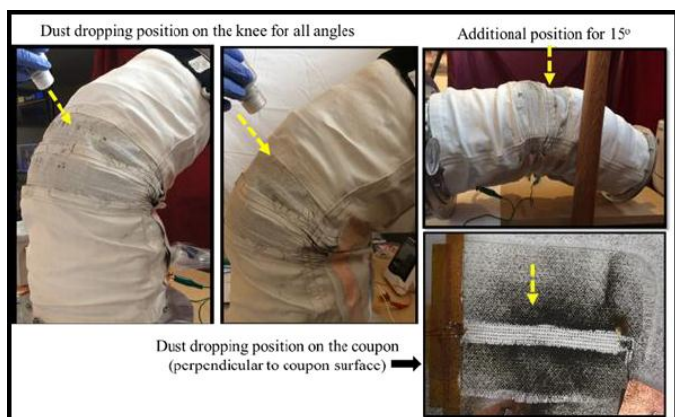 Dust dropping position on the knee for all angles
Additional position for 15°
Dust dropping position on the coupon
(perpendicular to coupon surface)